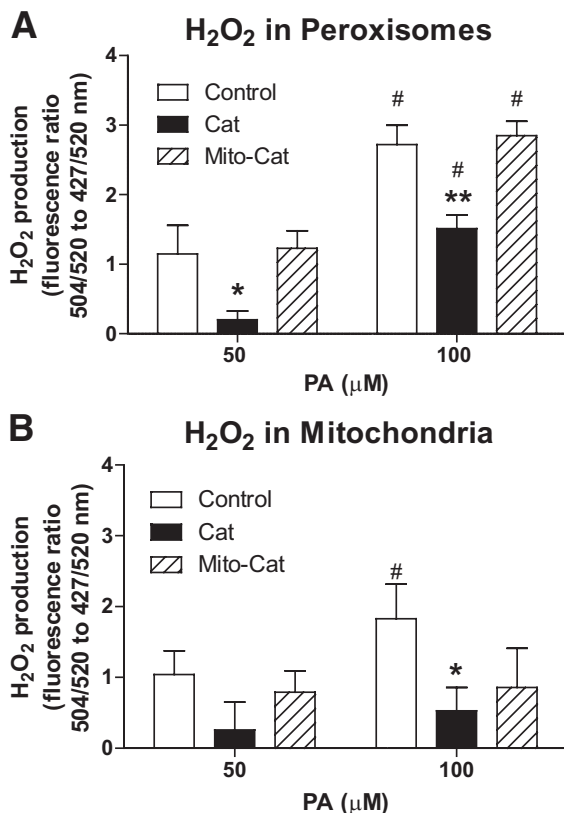 A
H₂O₂ in Peroxisomes
H₂O₂ production
(fluorescence ratio
504/520 to 427/520 nm)
4
3
2
1
0
Control
Cat
Mito-Cat
*
#
#
**
#
50
100
PA (μM)
B
H₂O₂ in Mitochondria
H₂O₂ production
(fluorescence ratio
504/520 to 427/520 nm)
4
3
2
1
0
Control
Cat
Mito-Cat
#
*
50
100
PA (μM)